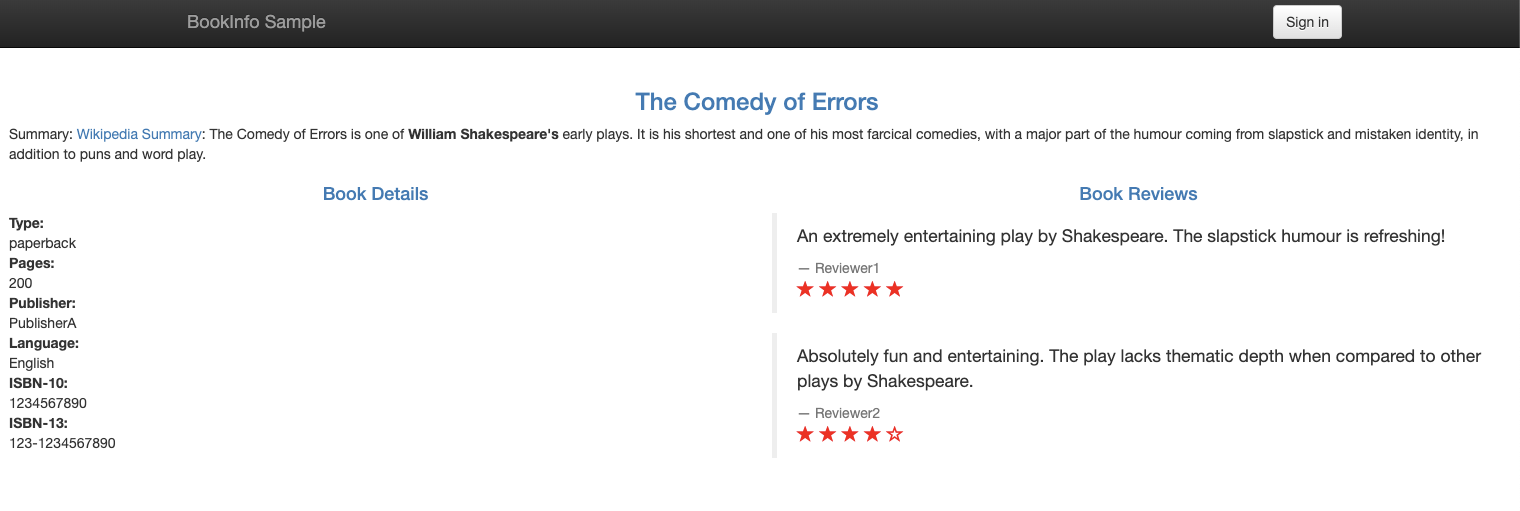 BookInfo Sample
Sign in
The Comedy of Errors
Summary: Wikipedia Summary: The Comedy of Errors is one of William Shakespeare's early plays. It is his shortest and one of his most farcical comedies, with a major part of the humour coming from slapstick and mistaken identity, in
addition to puns and word play.
Book Details
Type:
paperback
Pages:
200
Publisher:
PublisherA
Language:
English
ISBN-10:
1234567890
ISBN-13:
123-1234567890
Book Reviews
An extremely entertaining play by Shakespeare. The slapstick humour is refreshing!
— Reviewer1
Absolutely fun and entertaining. The play lacks thematic depth when compared to other
plays by Shakespeare.
— Reviewer2